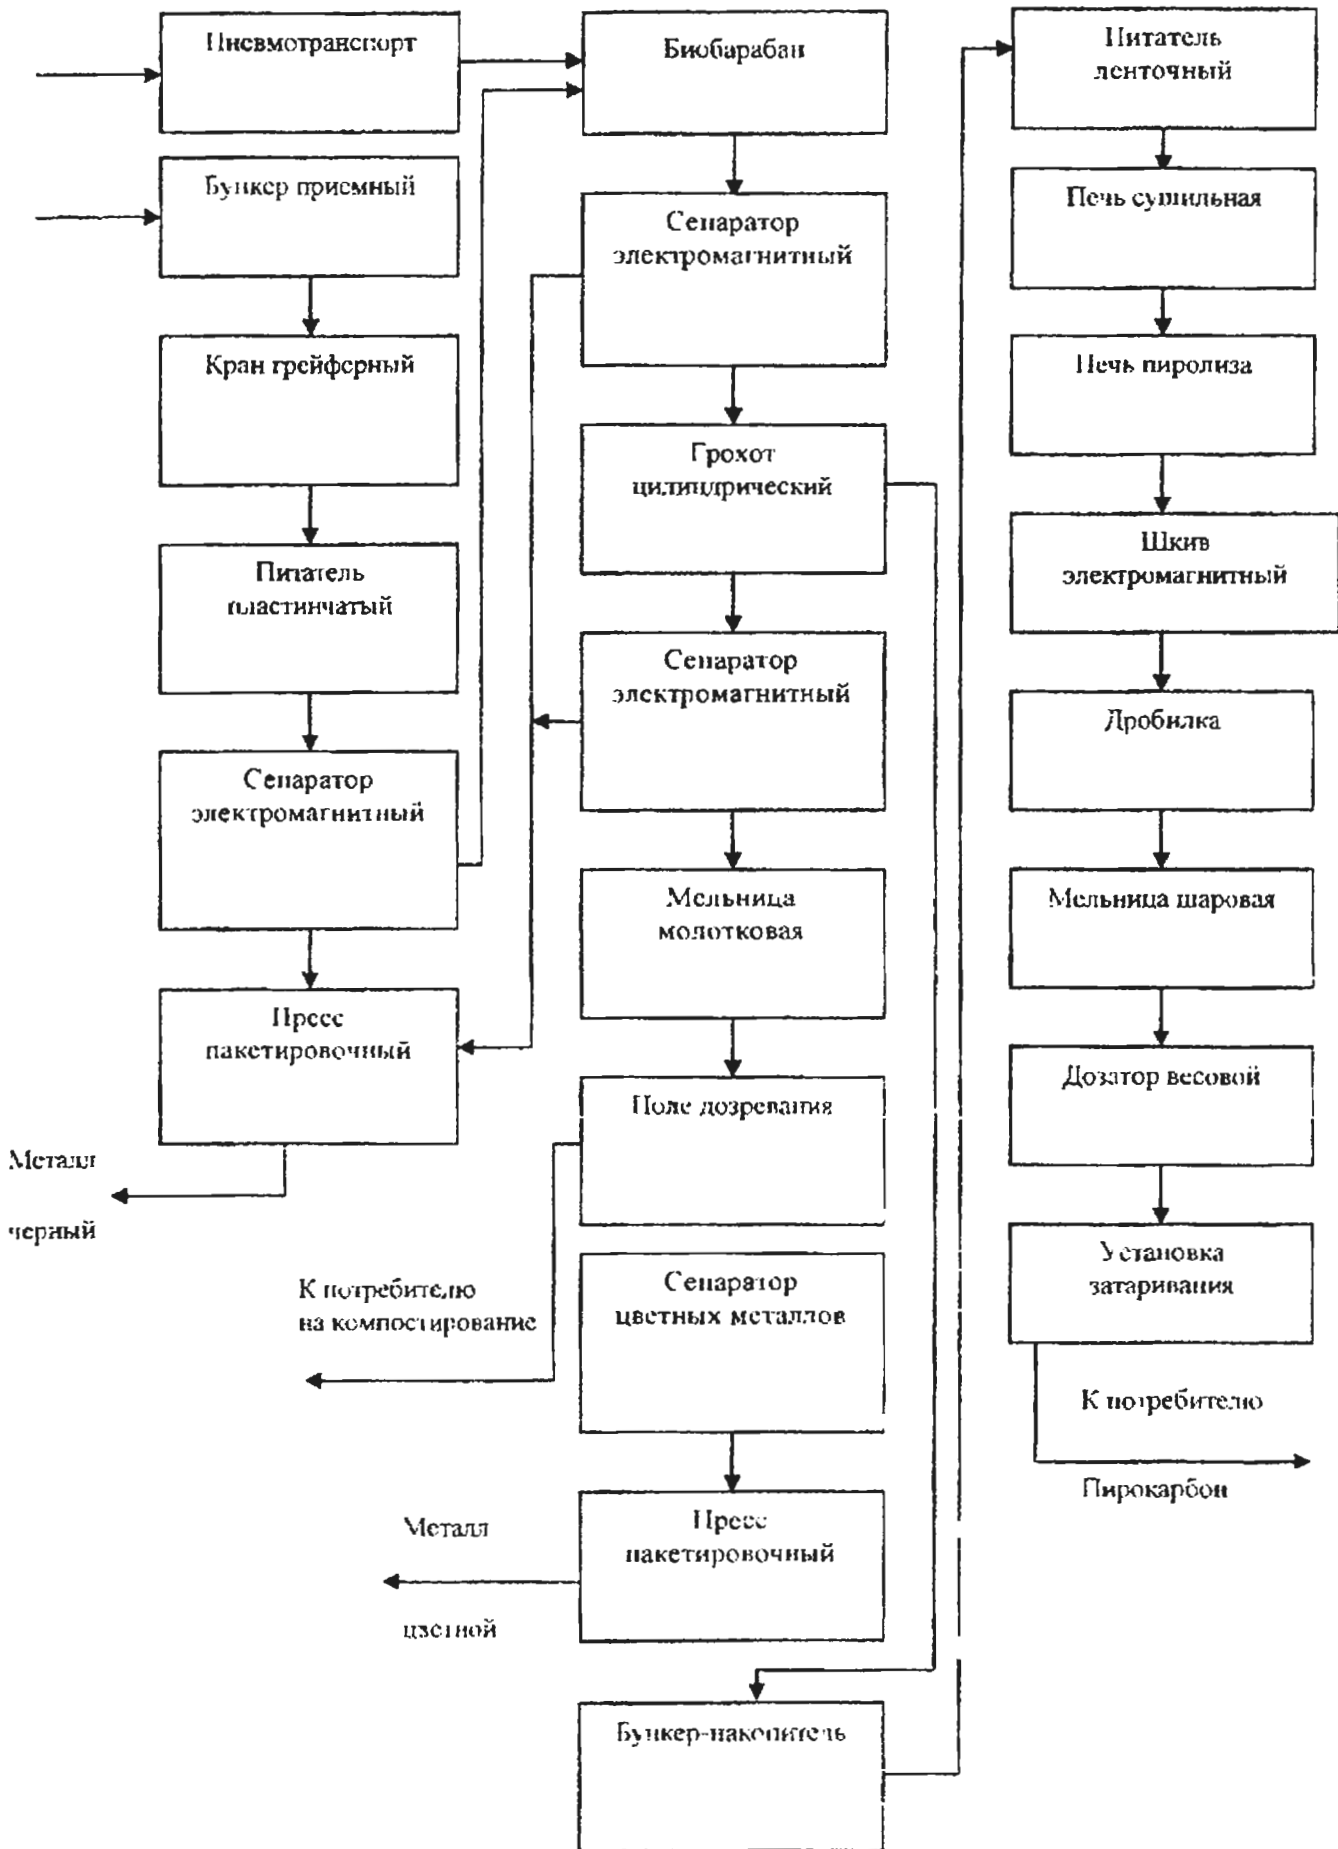 Пневмотранспорт
Бункер приемный
Кран грейферный
Питатель
пластинчатый
Сепаратор
электромагнитный
Пресс
пакетировочный
Металл
черный
Биобарабан
Сепаратор
электромагнитный
Грохот
цилиндрический
Сепаратор
электромагнитный
Мельница
молотковая
Поле дозревания
К потребителю
на компостирование
Сепаратор
цветных металлов
Пресс
пакетировочный
Металл
цветной
Бункер-накопитель
Питатель
ленточный
Печь сушильная
Печь пиролиза
Шкив
электромагнитный
Дробилка
Мельница шаровая
Дозатор весовой
Установка
затаривания
К потребителю
Пирокарбон